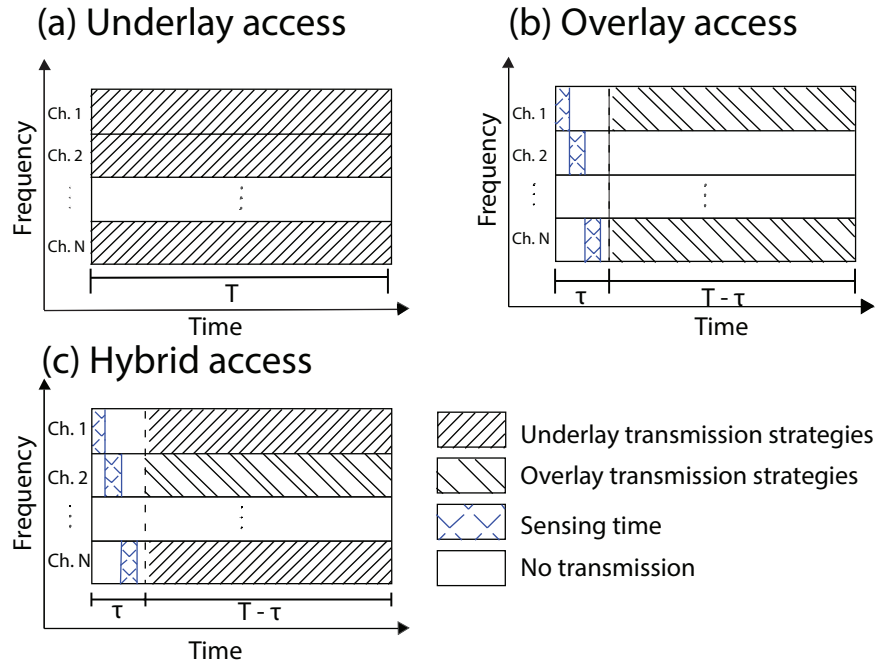 (a) Underlay access
Frequency
Ch. 1
Ch. 2
Ch. N
T
Time
(b) Overlay access
Frequency
Ch. 1
Ch. 2
Ch. N
τ
T - τ
Time
(c) Hybrid access
Frequency
Ch. 1
Ch. 2
Ch. N
τ
T - τ
Time
Underlay transmission strategies
Overlay transmission strategies
Sensing time
No transmission